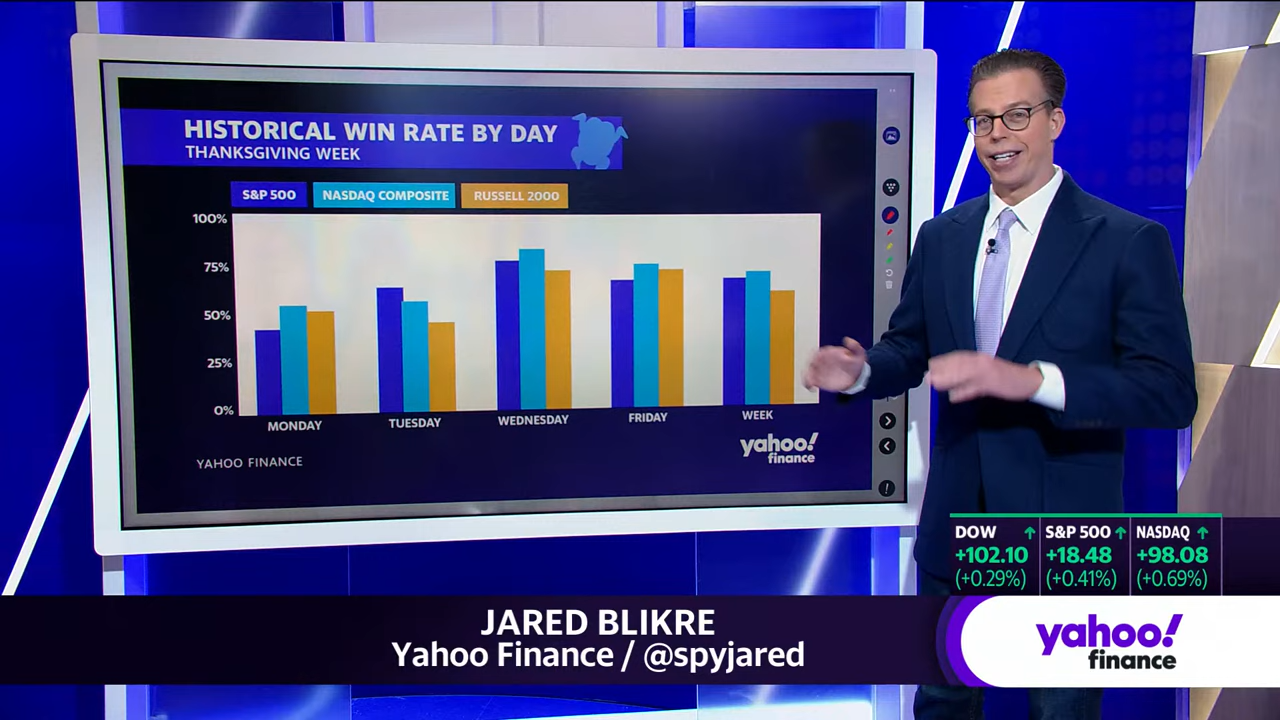 HISTORICAL WIN RATE BY DAY
THANKSGIVING WEEK
S&P 500 NASDAQ COMPOSITE RUSSELL 2000
100%
75%
50%
25%
0%
MONDAY TUESDAY WEDNESDAY FRIDAY WEEK
YAHOO FINANCE
yahoo!
finance
DOW S&P 500 NASDAQ
+102.10 +18.48 +98.08
(+0.29%) (+0.41%) (+0.69%)
JARED BLIKRE
Yahoo Finance / @spyjared
yahoo!
finance